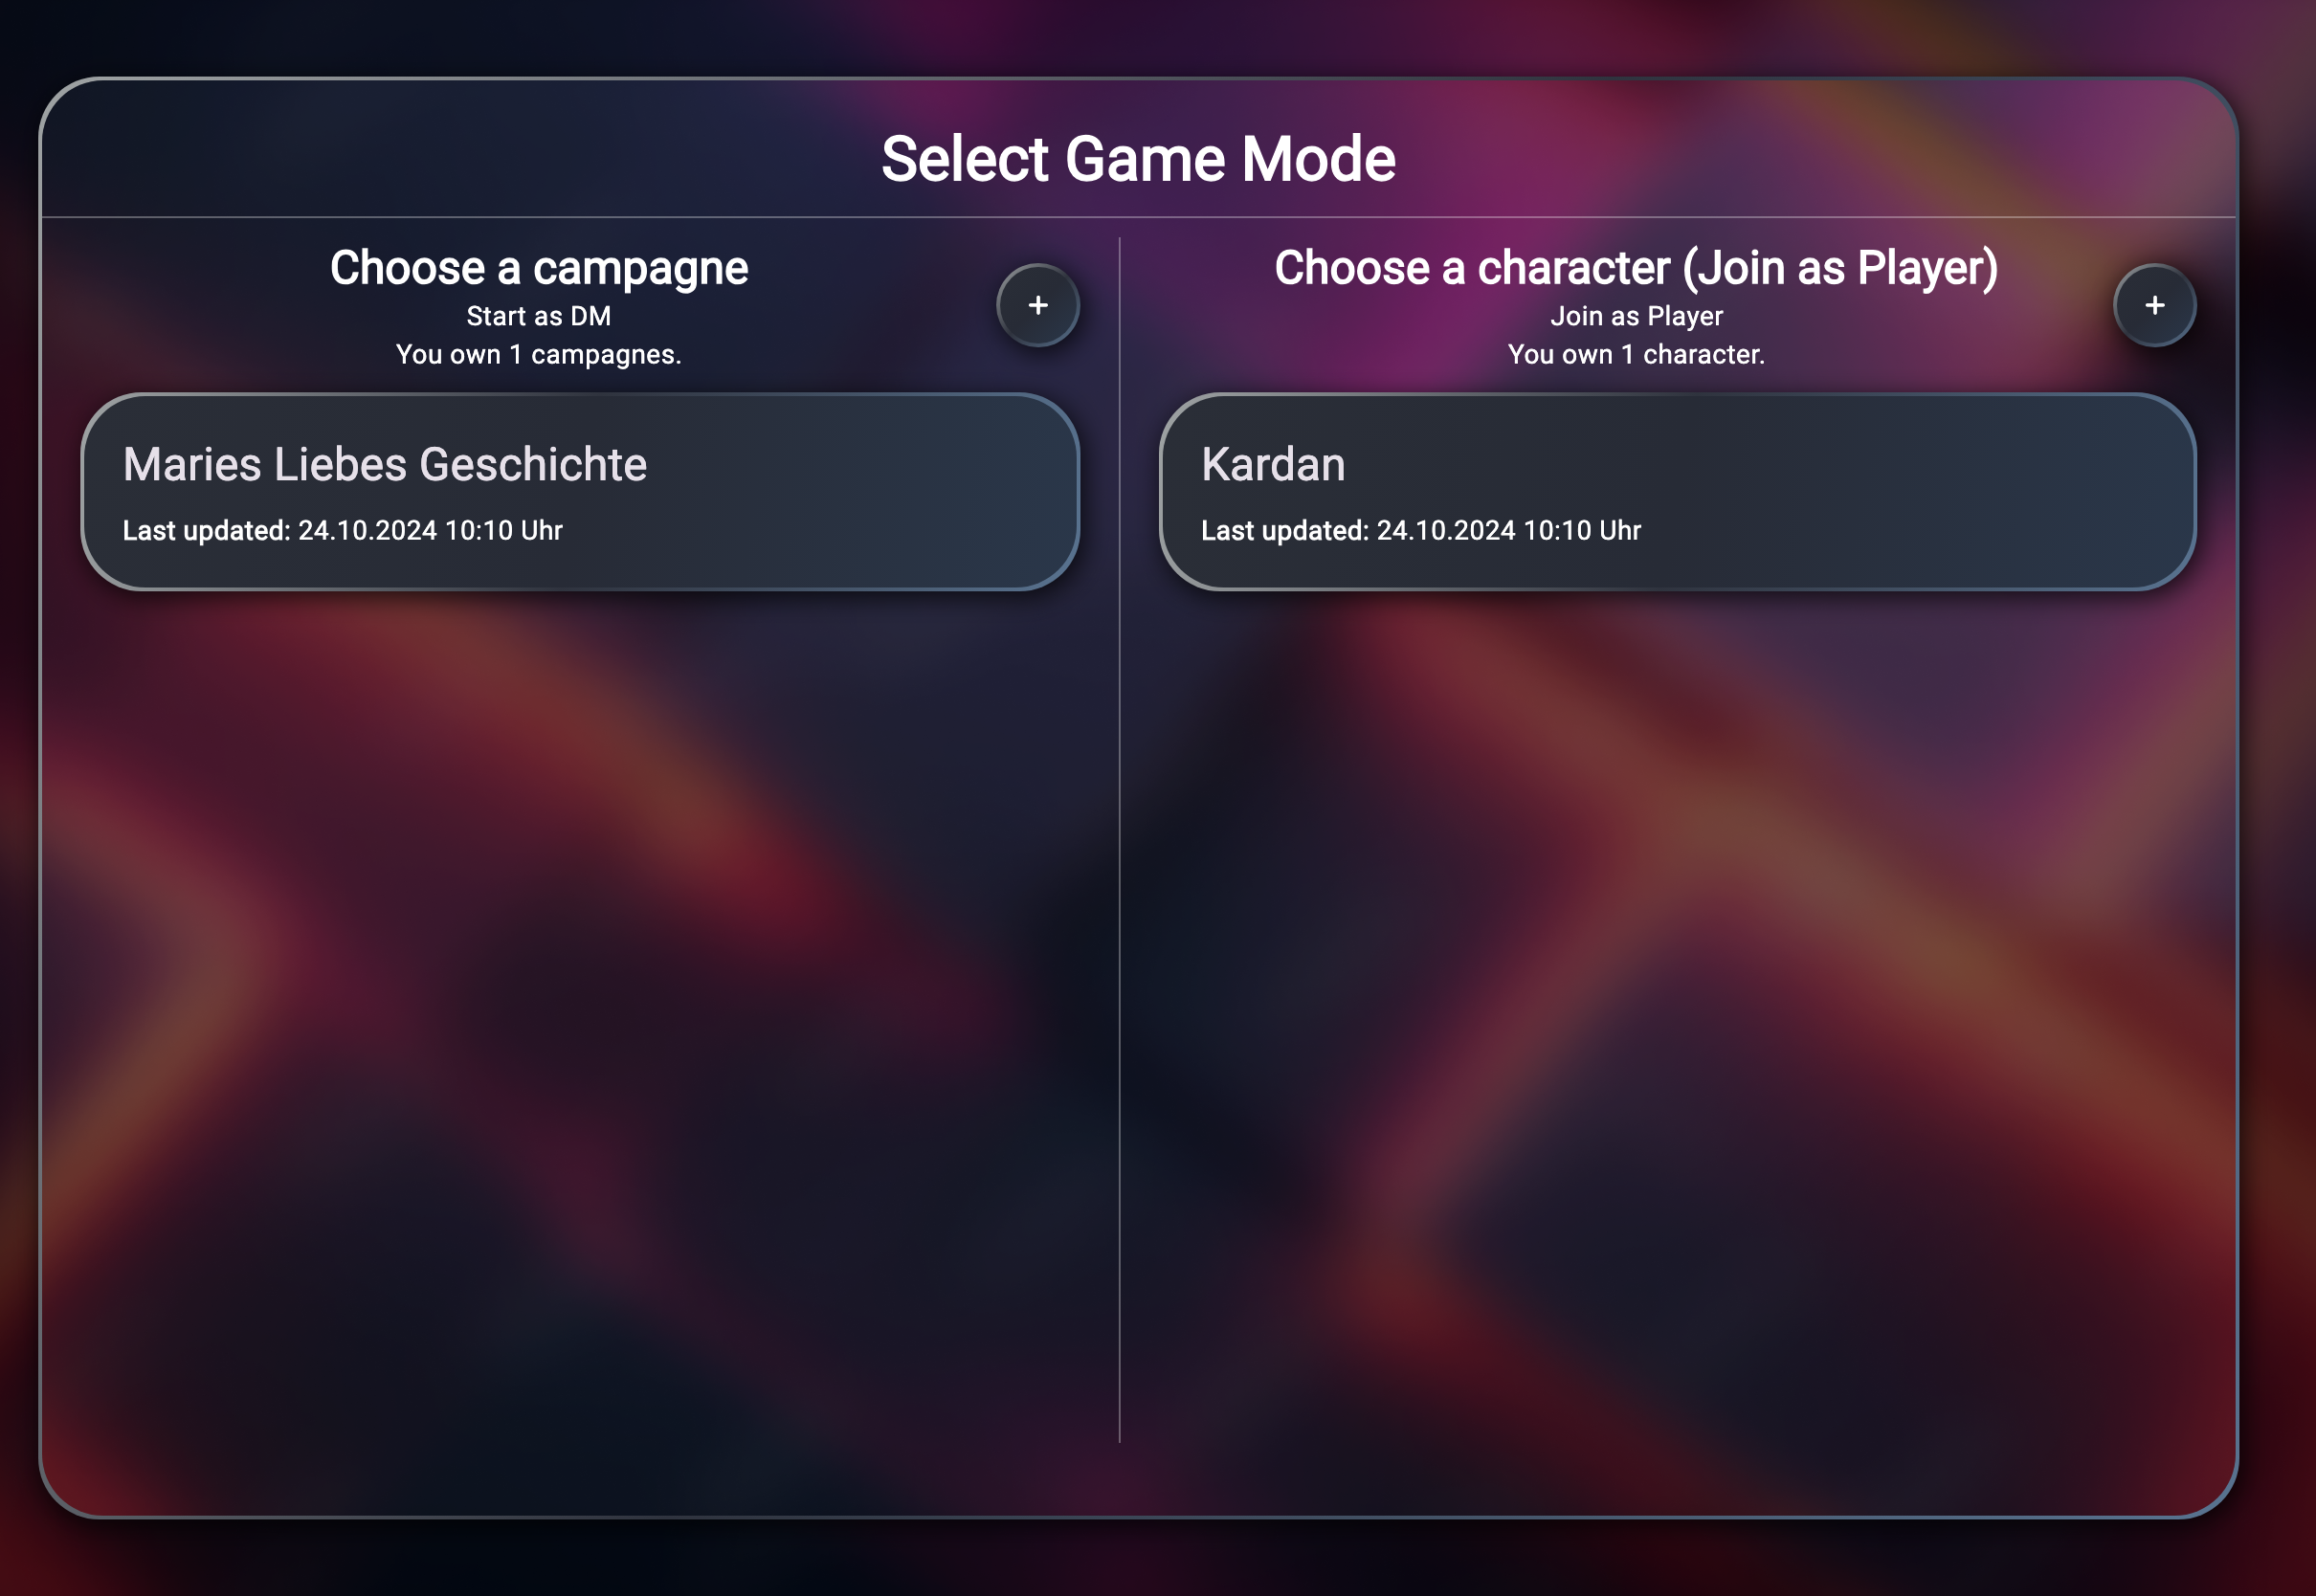 Select Game Mode
Choose a campagne
Start as DM
You own 1 campagnes.
+
Maries Liebes Geschichte
Last updated: 24.10.2024 10:10 Uhr
Choose a character (Join as Player)
Join as Player
You own 1 character.
+
Kardan
Last updated: 24.10.2024 10:10 Uhr